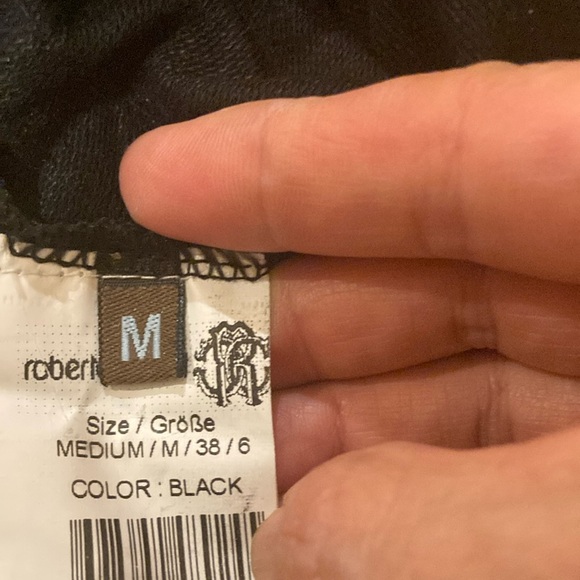 M
robert
Size / Größe
MEDIUM / M / 38 / 6
COLOR : BLACK